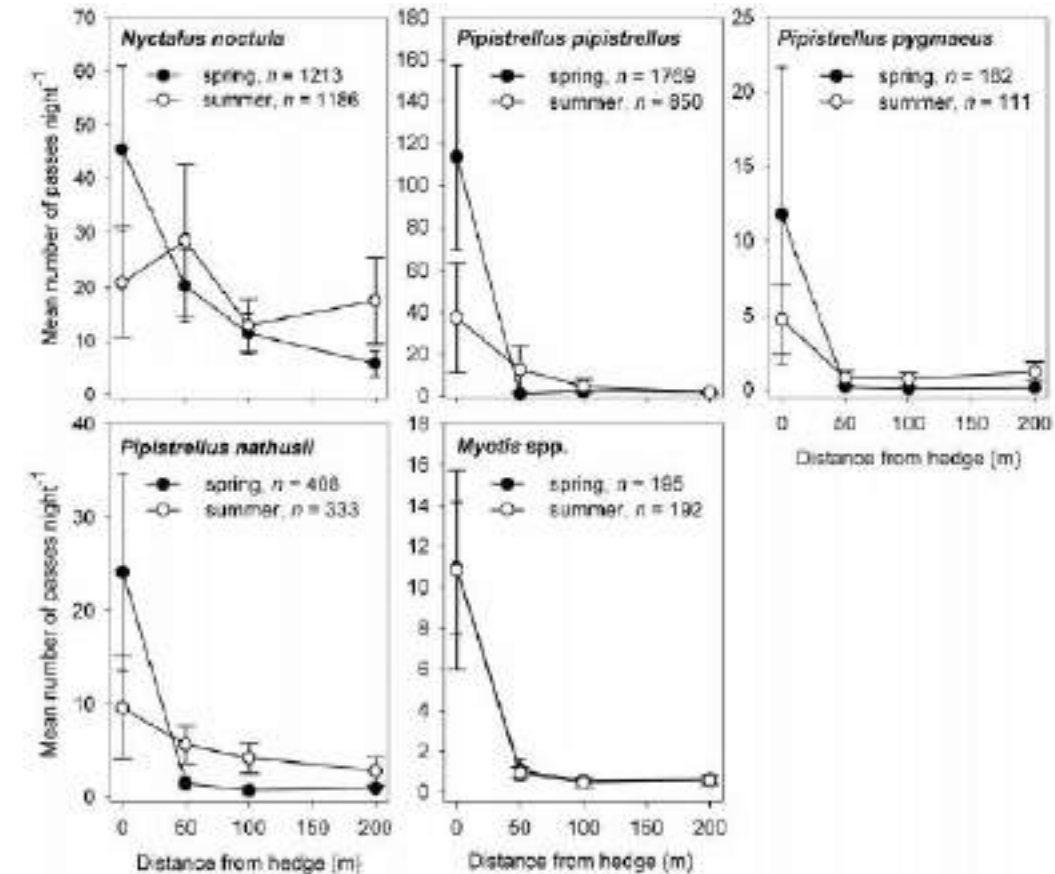 Nyctalus noctula
spring, n = 1213
summer, n = 1186
Mean number of passes night⁻¹
70
60
50
40
30
20
10
0
Pipistrellus pipistrellus
spring, n = 1769
summer, n = 850
180
160
140
120
100
80
60
40
20
0
Pipistrellus pygmaeus
spring, n = 182
summer, n = 111
25
20
15
10
5
0
0 50 100 150 200
Distance from hedge (m)
Pipistrellus nathusii
spring, n = 408
summer, n = 333
Mean number of passes night⁻¹
40
30
20
10
0
0 50 100 150 200
Distance from hedge (m)
Myotis spp.
spring, n = 195
summer, n = 192
18
16
14
12
10
8
6
4
2
0
0 50 100 150 200
Distance from hedge (m)